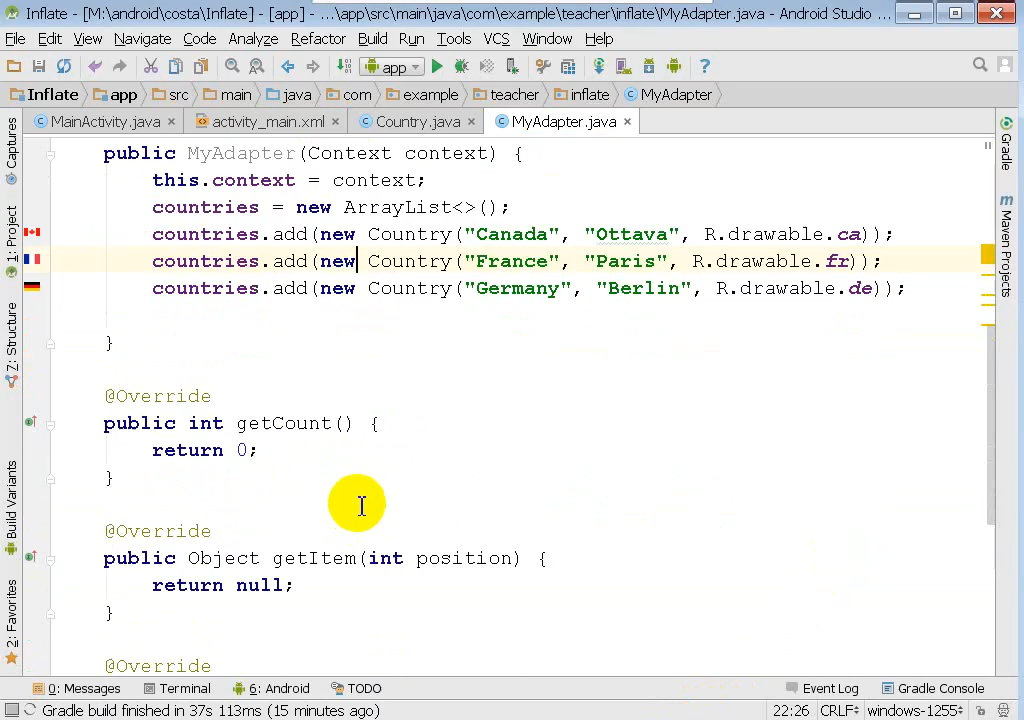 Inflate - [M:\android\costa\Inflate] - [app] - ...\app\src\main\java\com\example\teacher\inflate\MyAdapter.java - Android Studio ...
File Edit View Navigate Code Analyze Refactor Build Run Tools VCS Window Help
app
Inflate app src main java com example teacher inflate MyAdapter
MainActivity.java activity_main.xml Country.java MyAdapter.java
Captures
1: Project
Z: Structure
Build Variants
2: Favorites
public MyAdapter(Context context) {
this.context = context;
countries = new ArrayList<>();
countries.add(new Country("Canada", "Ottava", R.drawable.ca));
countries.add(new Country("France", "Paris", R.drawable.fr));
countries.add(new Country("Germany", "Berlin", R.drawable.de));
}
@Override
public int getCount() {
return 0;
}
@Override
public Object getItem(int position) {
return null;
}
@Override
Gradle
Maven Projects
0: Messages Terminal 6: Android TODO Event Log Gradle Console
Gradle build finished in 37s 113ms (15 minutes ago) 22:26 CRLF windows-1255